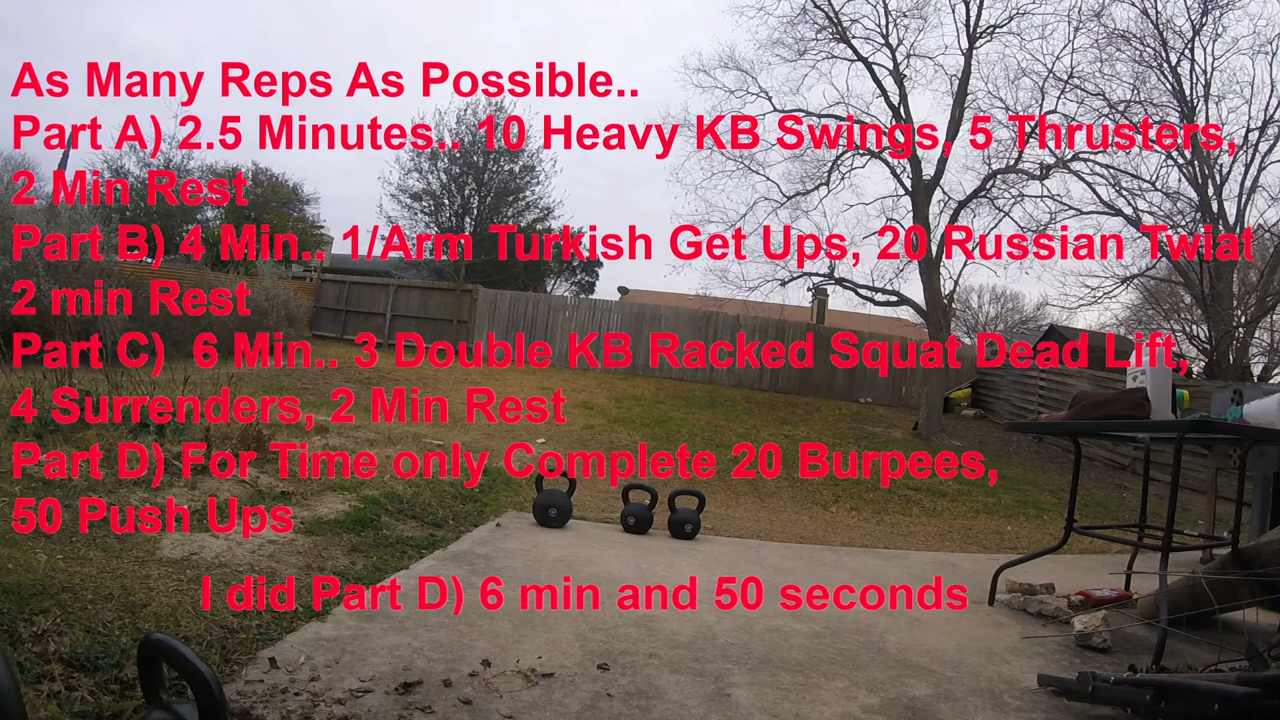 As Many Reps As Possible..
Part A) 2.5 Minutes.. 10 Heavy KB Swings, 5 Thrusters,
2 Min Rest
Part B) 4 Min.. 1/Arm Turkish Get Ups, 20 Russian Twiat
2 min Rest
Part C)  6 Min.. 3 Double KB Racked Squat Dead Lift,
4 Surrenders, 2 Min Rest
Part D) For Time only Complete 20 Burpees,
50 Push Ups
I did Part D) 6 min and 50 seconds